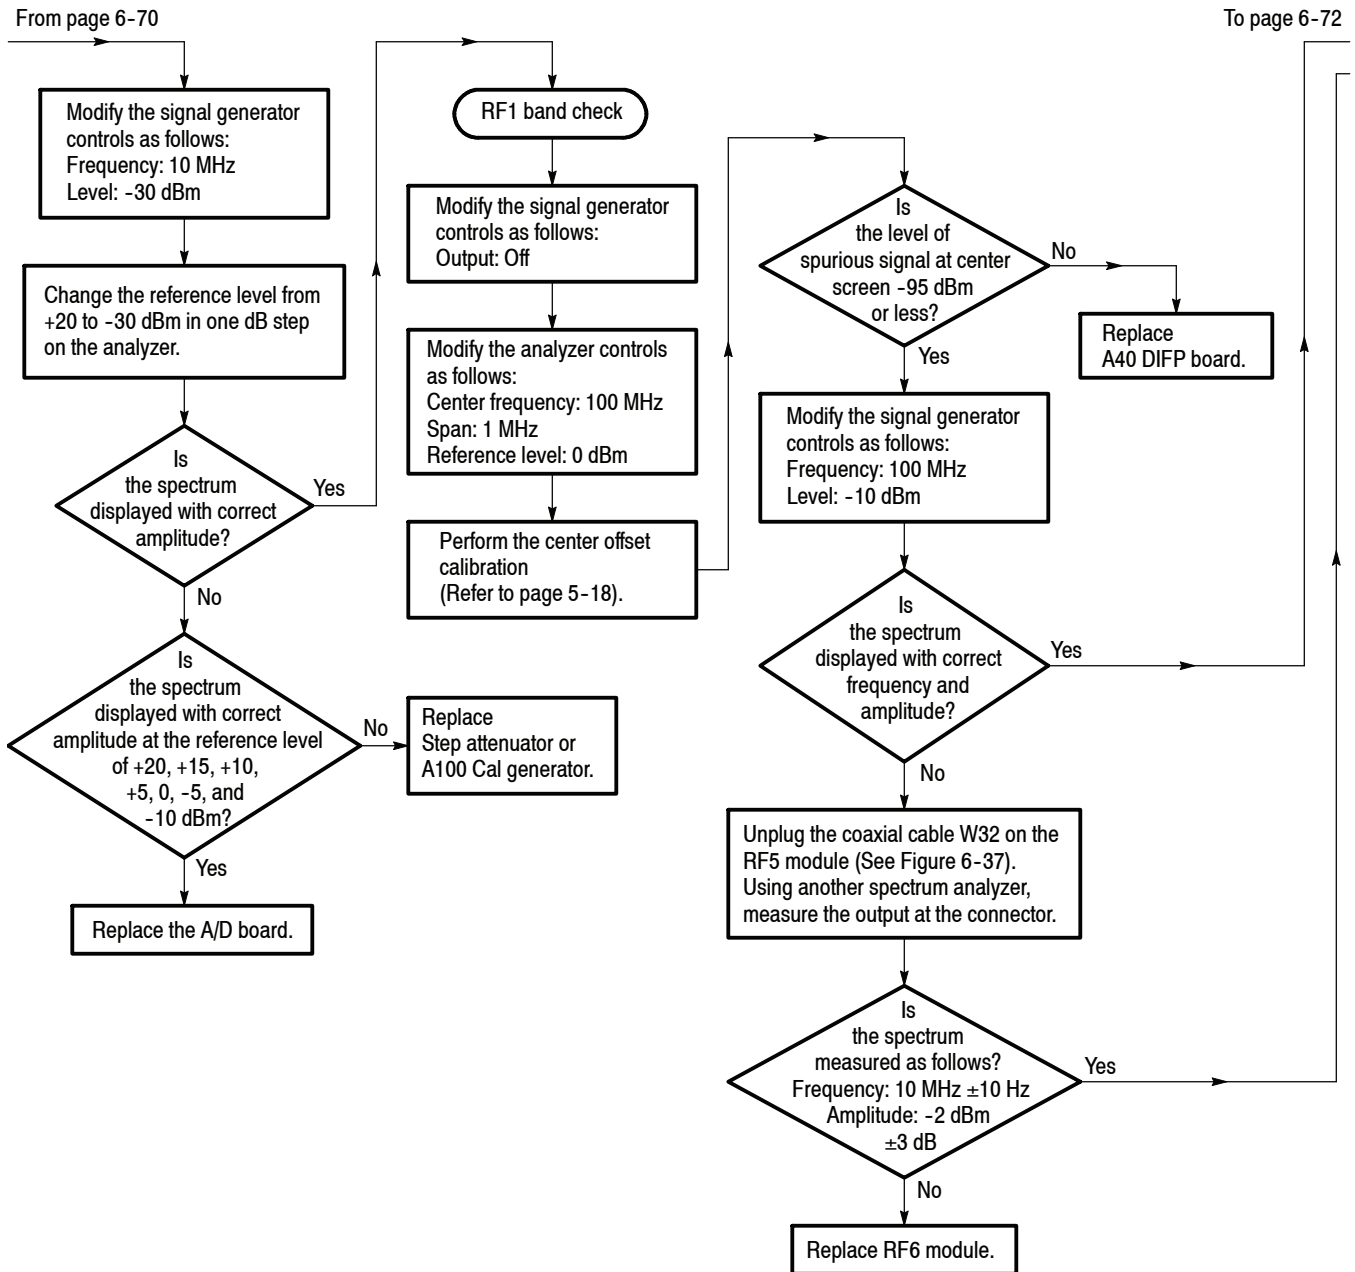 From page 6-70
To page 6-72
Modify the signal generator
controls as follows:
Frequency: 10 MHz
Level: -30 dBm
Change the reference level from
+20 to -30 dBm in one dB step
on the analyzer.
Is
the spectrum
displayed with correct
amplitude?
Yes
No
Is
the spectrum
displayed with correct
amplitude at the reference level
of +20, +15, +10,
+5, 0, -5, and
-10 dBm?
No
Yes
Replace
Step attenuator or
A100 Cal generator.
Replace the A/D board.
RF1 band check
Modify the signal generator
controls as follows:
Output: Off
Modify the analyzer controls
as follows:
Center frequency: 100 MHz
Span: 1 MHz
Reference level: 0 dBm
Perform the center offset
calibration
(Refer to page 5-18).
Is
the level of
spurious signal at center
screen -95 dBm
or less?
No
Yes
Replace
A40 DIFP board.
Modify the signal generator
controls as follows:
Frequency: 100 MHz
Level: -10 dBm
Is
the spectrum
displayed with correct
frequency and
amplitude?
Yes
No
Unplug the coaxial cable W32 on the
RF5 module (See Figure 6-37).
Using another spectrum analyzer,
measure the output at the connector.
Is
the spectrum
measured as follows?
Frequency: 10 MHz ±10 Hz
Amplitude: -2 dBm
±3 dB
Yes
No
Replace RF6 module.